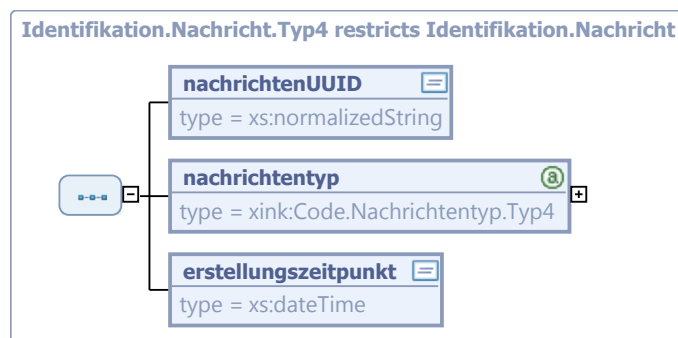 Identifikation.Nachricht.Typ4 restricts Identifikation.Nachricht
nachrichtenUUID
type = xs:normalizedString
nachrichtentyp
type = xink:Code.Nachrichtentyp.Typ4
erstellungszeitpunkt
type = xs:dateTime